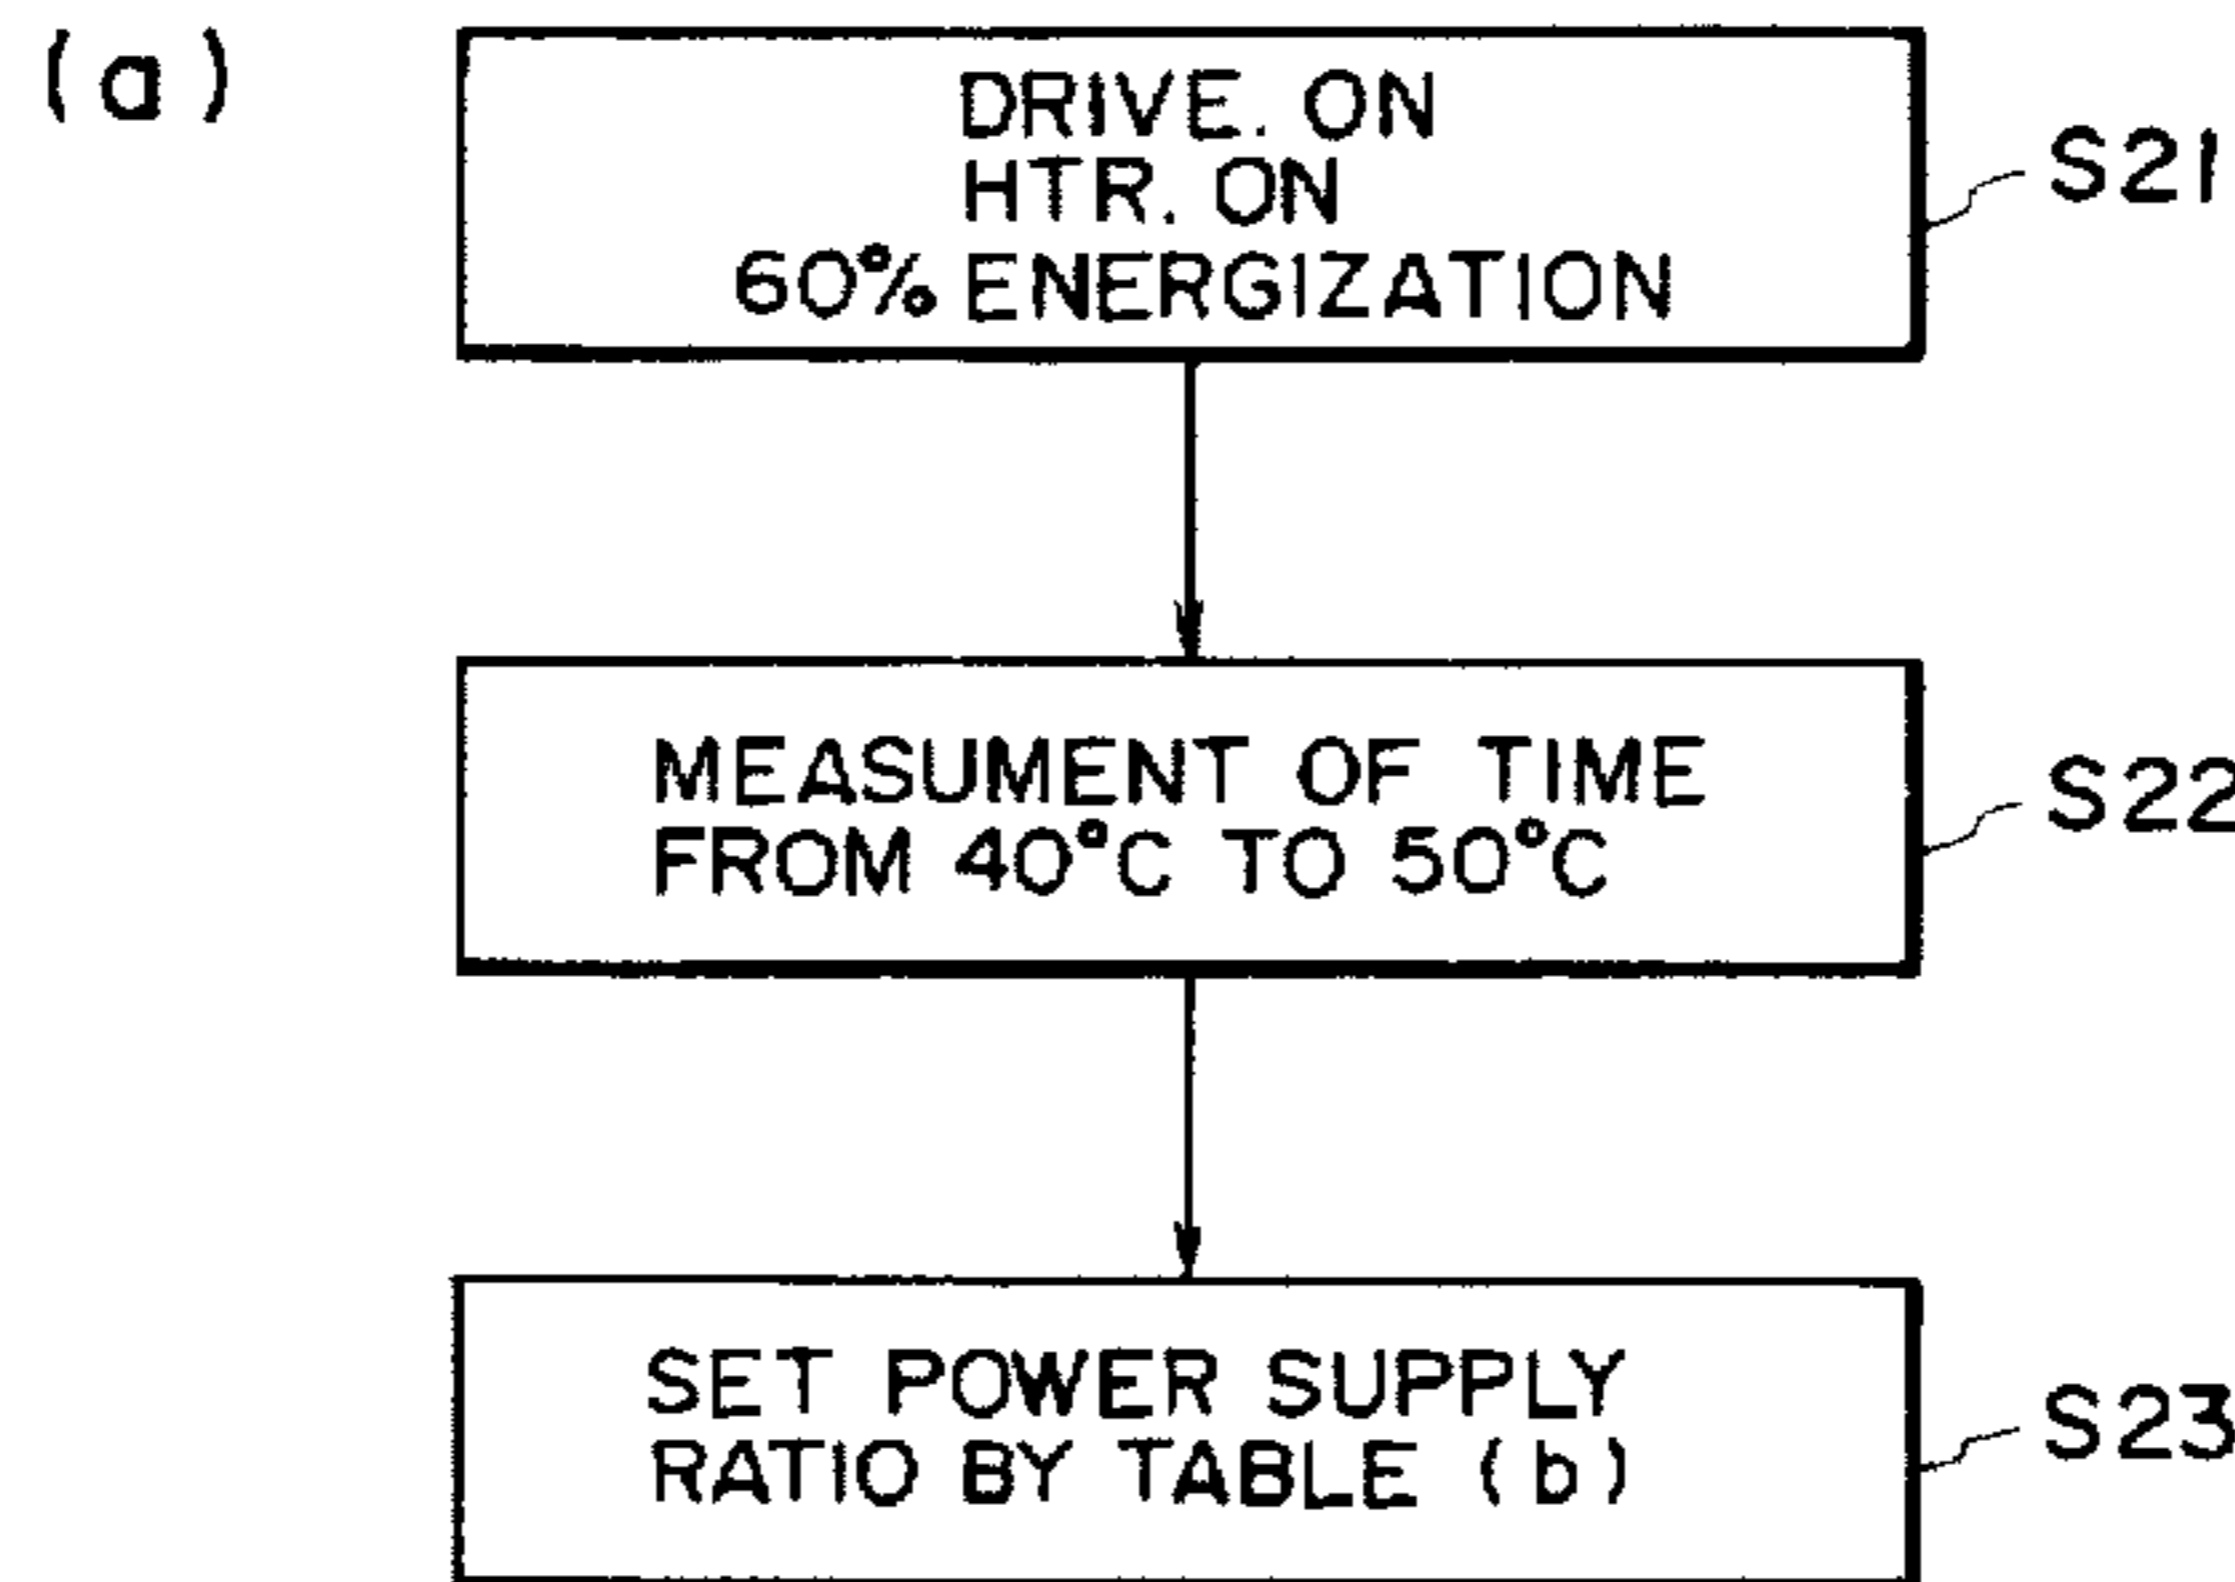 (a)
DRIVE. ON
HTR. ON
60% ENERGIZATION
S21
MEASUMENT OF TIME
FROM 40°C TO 50°C
S22
SET POWER SUPPLY
RATIO BY TABLE (b)
S23